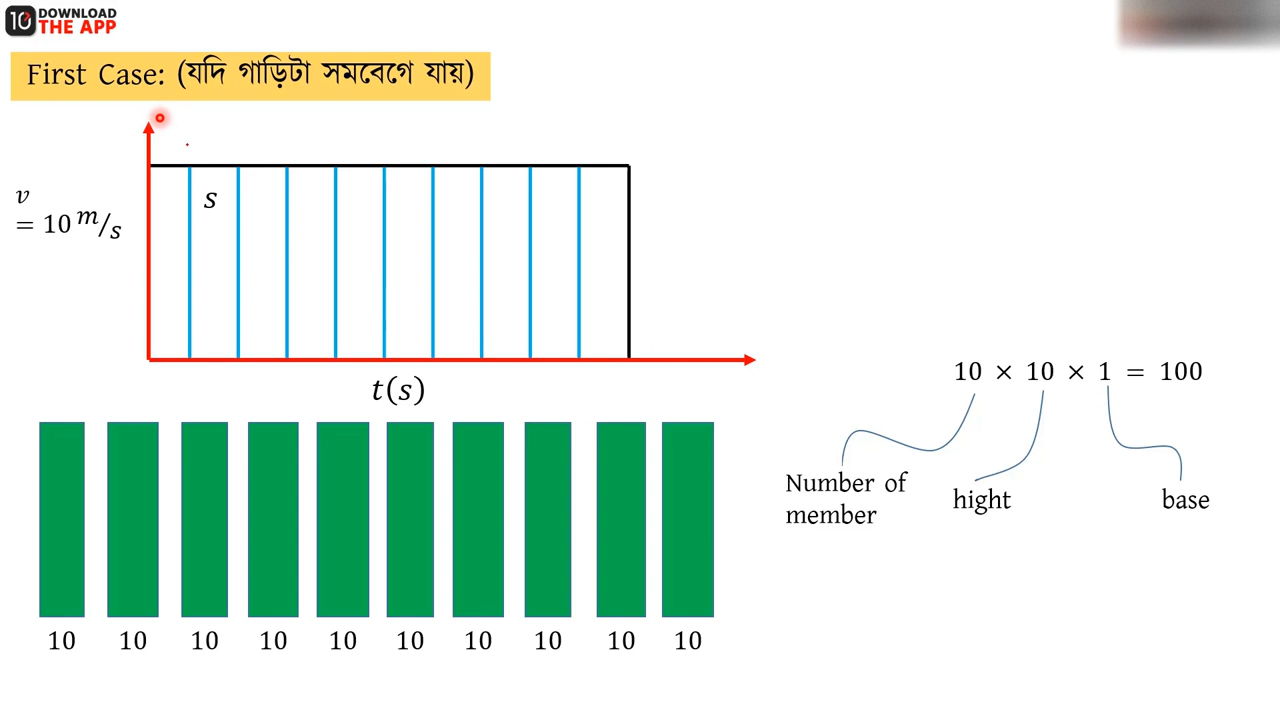 10 DOWNLOAD
THE APP
First Case: (যদি গাড়িটা সমবেগে যায়)
v
= 10 m/s
s
t(s)
10 × 10 × 1 = 100
Number of
member
hight
base
10 10 10 10 10 10 10 10 10 10